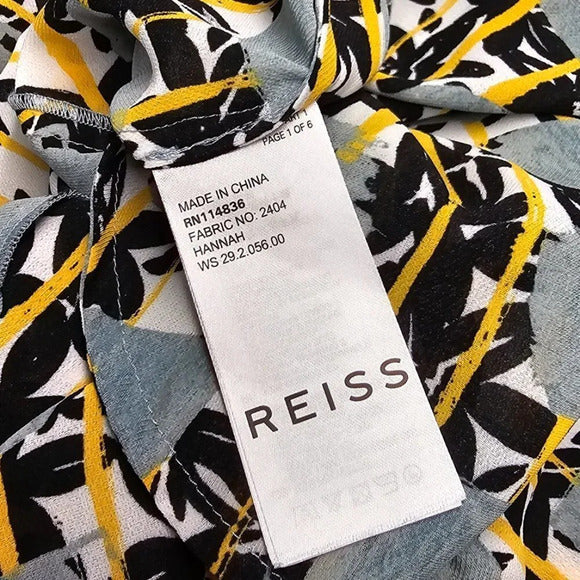 PAGE 1 OF 6
MADE IN CHINA
RN114836
FABRIC NO: 2404
HANNAH
WS 29.2.056.00
REISS